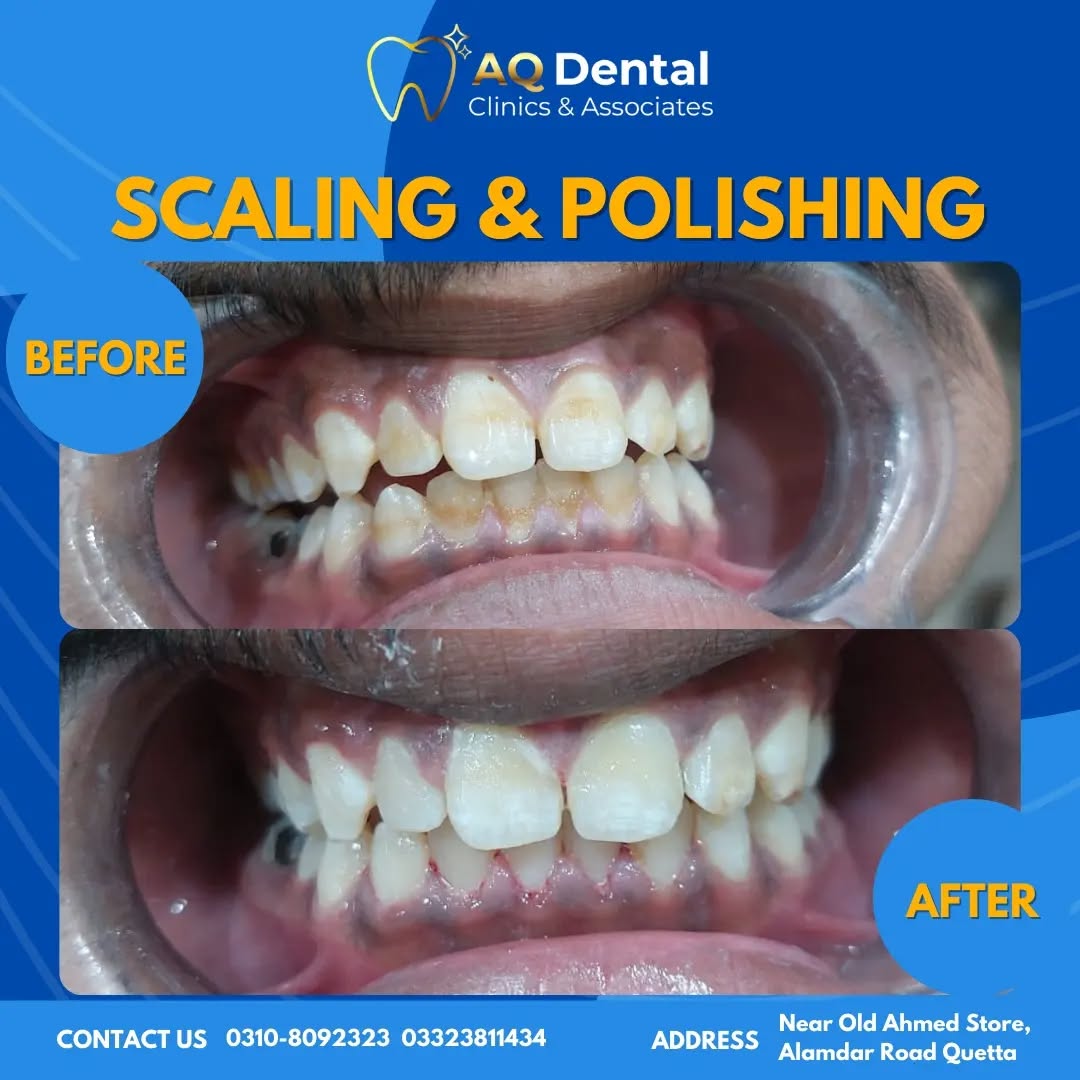 AQ Dental
Clinics & Associates
SCALING & POLISHING
BEFORE
AFTER
CONTACT US 0310-8092323 03323811434
ADDRESS
Near Old Ahmed Store,
Alamdar Road Quetta